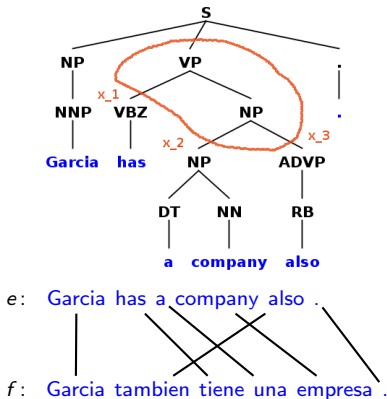 S
NP VP .
x_1
NNP VBZ NP .
x_2 x_3
Garcia has NP ADVP
DT NN RB
a company also
e: Garcia has a company also .
f: Garcia tambien tiene una empresa .